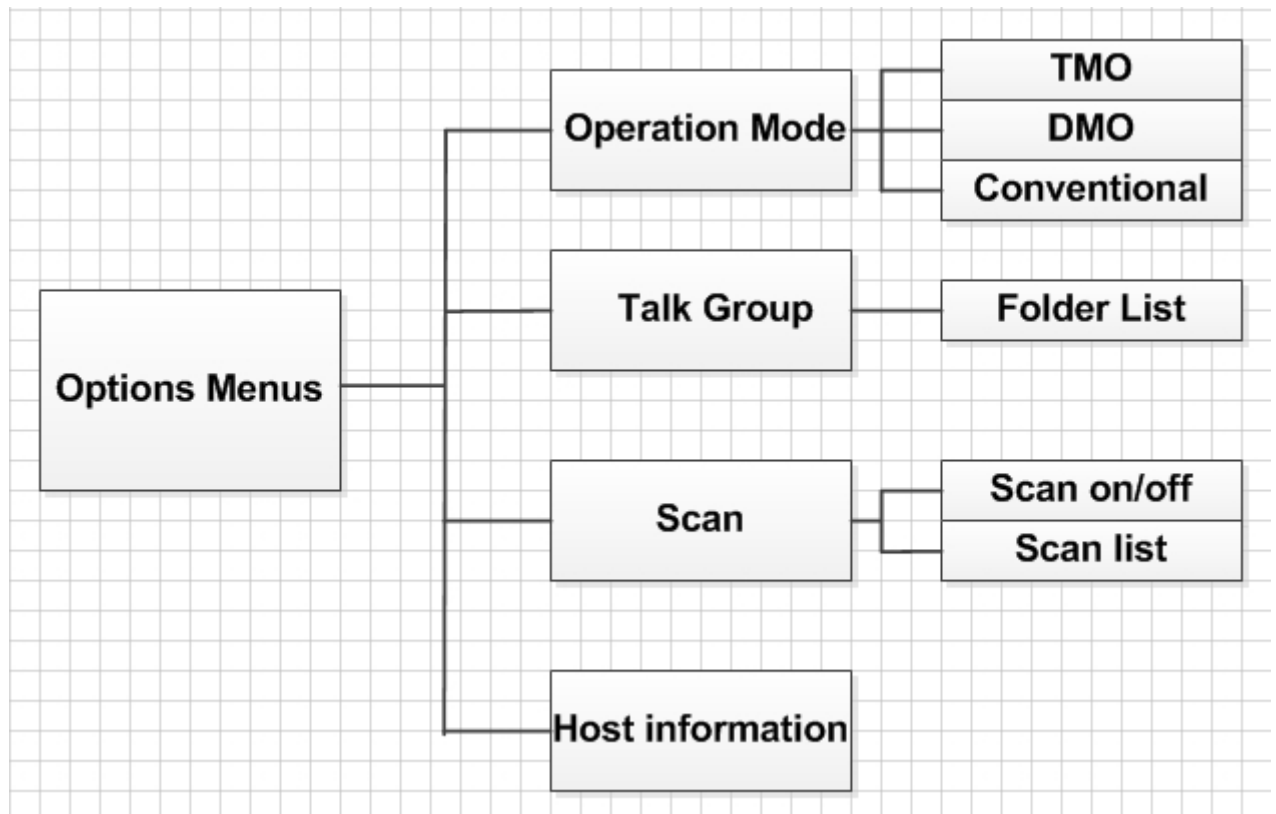 Options Menus
Operation Mode
TMO
DMO
Conventional
Talk Group
Folder List
Scan
Scan on/off
Scan list
Host information